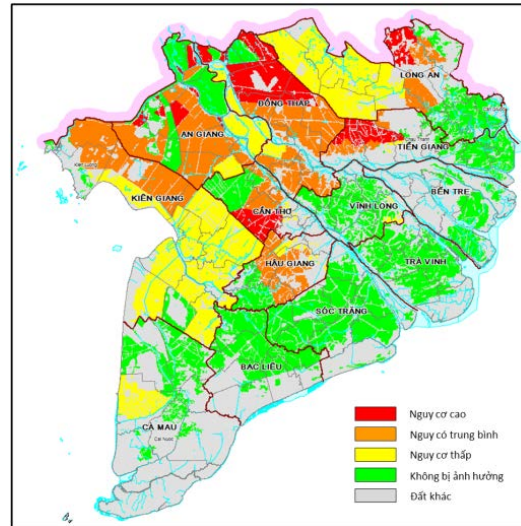 LONG AN
ĐỒNG THÁP
AN GIANG
TIỀN GIANG
BẾN TRE
KIÊN GIANG
VĨNH LONG
CẦN THƠ
TRÀ VINH
HẬU GIANG
SÓC TRĂNG
BẠC LIÊU
CÀ MAU
Nguy cơ cao
Nguy có trung bình
Nguy cơ thấp
Không bị ảnh hưởng
Đất khác